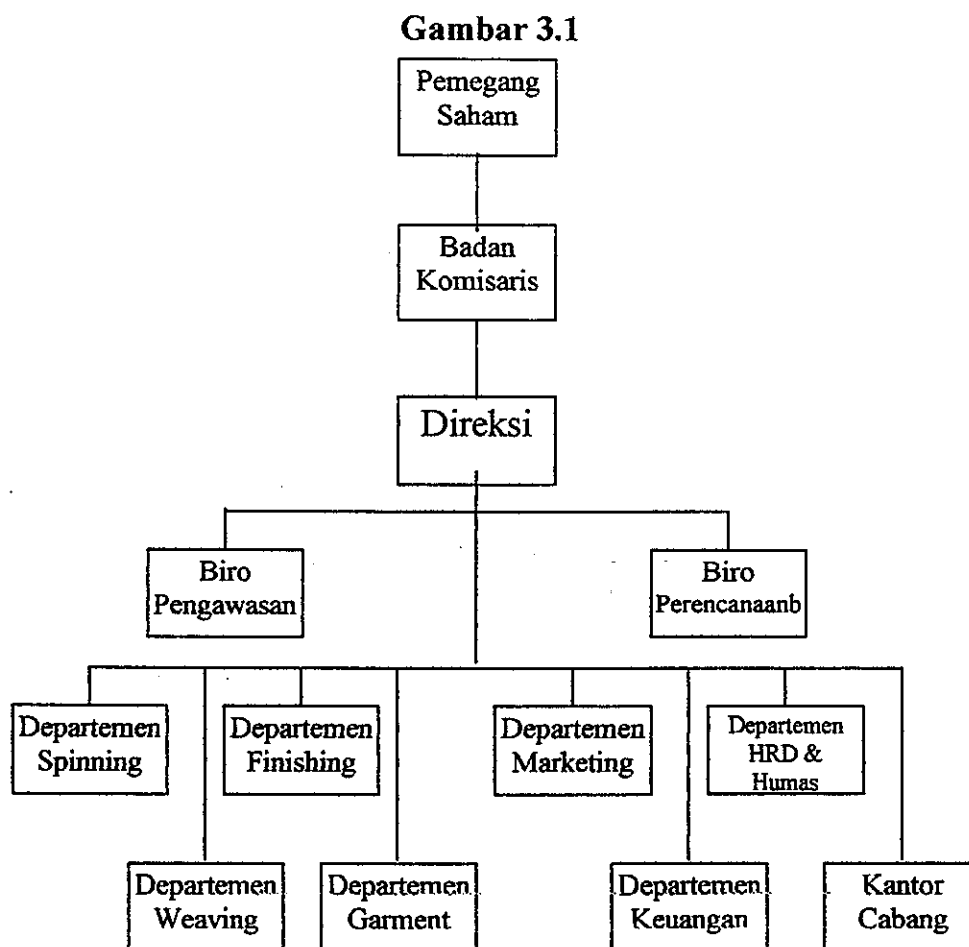 Gambar 3.1
Pemegang
Saham
Badan
Komisaris
Direksi
Biro
Pengawasan
Biro
Perencanaanb
Departemen
Spinning
Departemen
Finishing
Departemen
Marketing
Departemen
HRD &
Humas
Departemen
Weaving
Departemen
Garment
Departemen
Keuangan
Kantor
Cabang